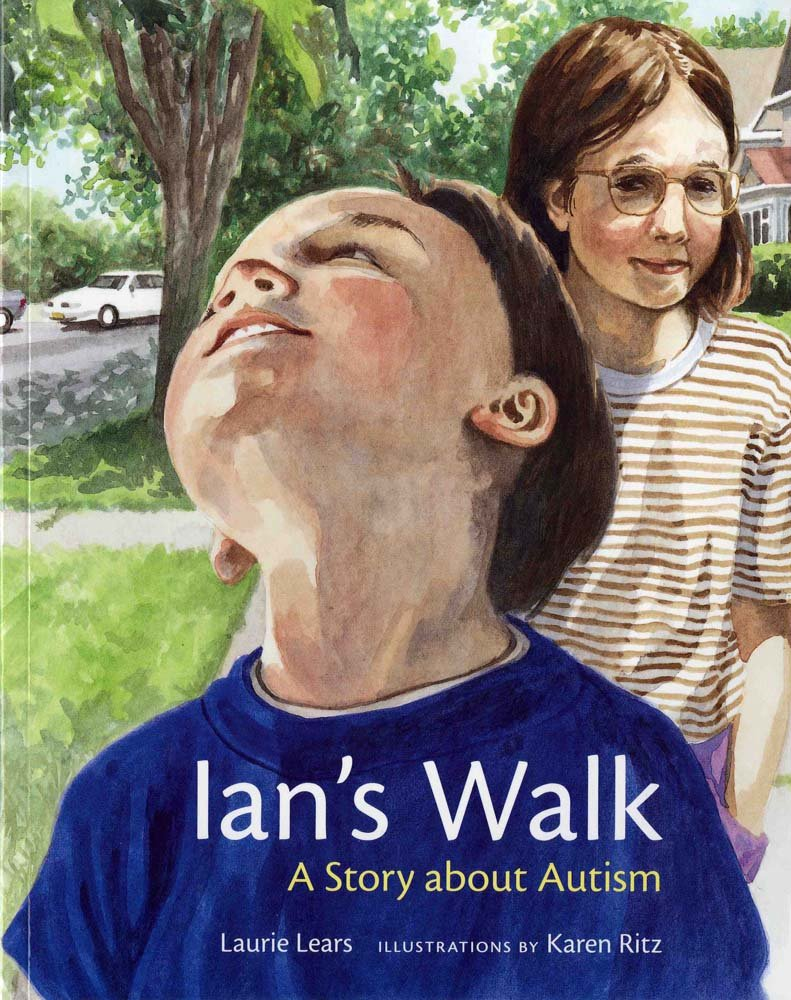 Ian's Walk
A Story about Autism
Laurie Lears ILLUSTRATIONS BY Karen Ritz